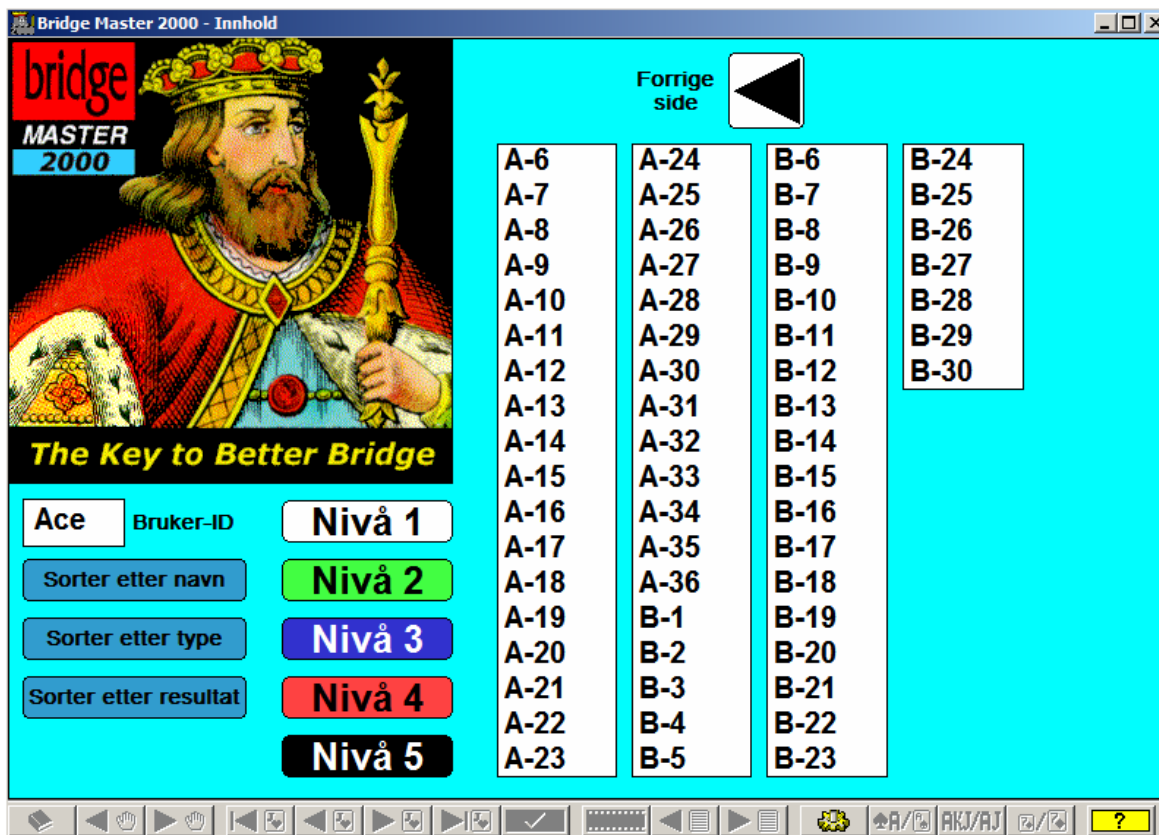 Bridge Master 2000 - Innhold
bridge
MASTER
2000
The Key to Better Bridge
Ace
Bruker-ID
Sorter etter navn
Sorter etter type
Sorter etter resultat
Nivå 1
Nivå 2
Nivå 3
Nivå 4
Nivå 5
Forrige
side
A-6
A-7
A-8
A-9
A-10
A-11
A-12
A-13
A-14
A-15
A-16
A-17
A-18
A-19
A-20
A-21
A-22
A-23
A-24
A-25
A-26
A-27
A-28
A-29
A-30
A-31
A-32
A-33
A-34
A-35
A-36
B-1
B-2
B-3
B-4
B-5
B-6
B-7
B-8
B-9
B-10
B-11
B-12
B-13
B-14
B-15
B-16
B-17
B-18
B-19
B-20
B-21
B-22
B-23
B-24
B-25
B-26
B-27
B-28
B-29
B-30
♠A/
AKJ/AJ
?